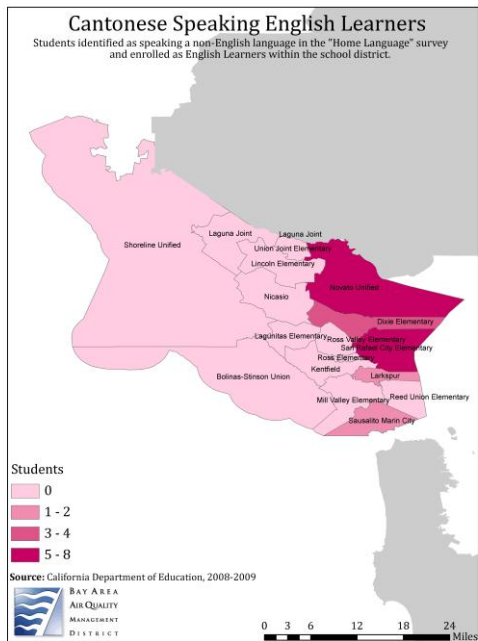 Cantonese Speaking English Learners
Students identified as speaking a non-English language in the "Home Language" survey
and enrolled as English Learners within the school district.
Laguna Joint
Laguna Joint
Shoreline Unified
Union Joint Elementary
Lincoln Elementary
Novato Unified
Nicasio
Dixie Elementary
Lagunitas Elementary
Ross Valley Elementary
San Rafael City Elementary
Ross Elementary
Kentfield
Larkspur
Bolinas-Stinson Union
Mill Valley Elementary
Reed Union Elementary
Sausalito Marin City
Students
0
1 - 2
3 - 4
5 - 8
Source: California Department of Education, 2008-2009
BAY AREA
AIR QUALITY
MANAGEMENT
DISTRICT
0 3 6 12 18 24
Miles